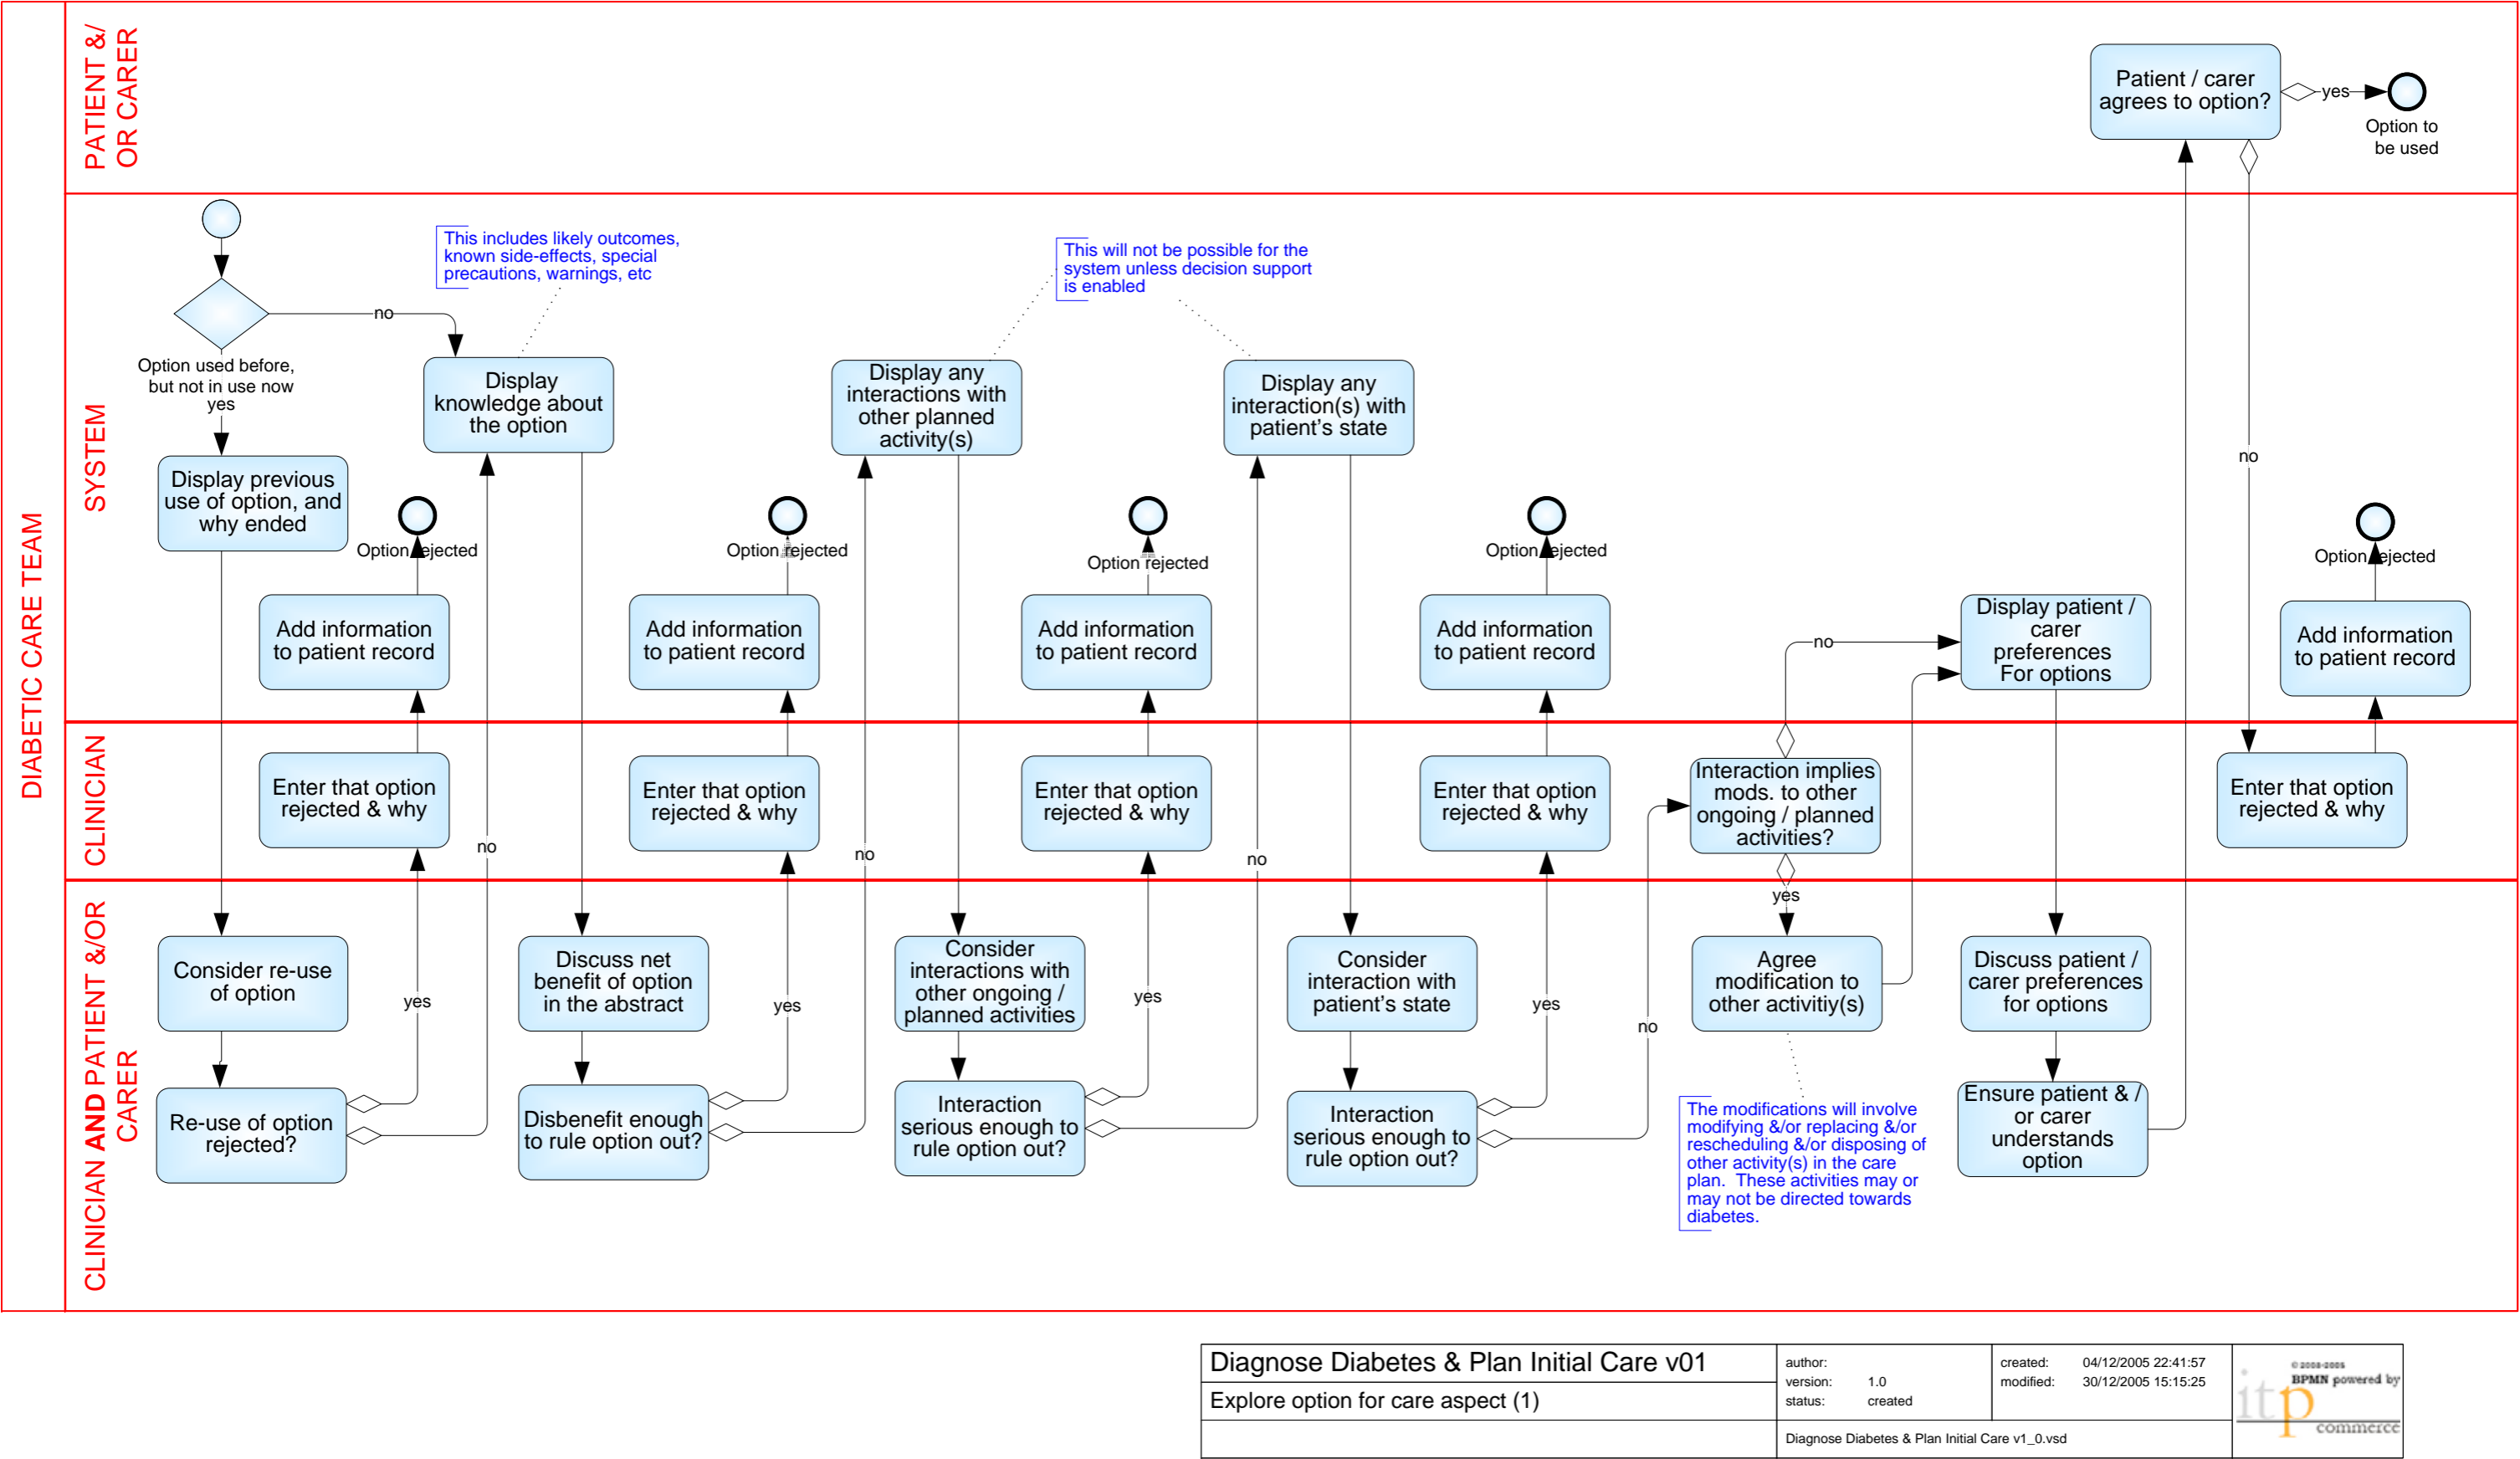 DIABETIC CARE TEAM
PATIENT &/
OR CARER
Patient / carer
agrees to option?
yes
Option to
be used
no
SYSTEM
This includes likely outcomes,
known side-effects, special
precautions, warnings, etc
This will not be possible for the
system unless decision support
is enabled
no
Option used before,
but not in use now
yes
Display previous
use of option, and
why ended
Display
knowledge about
the option
Display any
interactions with
other planned
activity(s)
Display any
interaction(s) with
patient's state
Option rejected
Option rejected
Option rejected
Option rejected
Option rejected
Add information
to patient record
Add information
to patient record
Add information
to patient record
Add information
to patient record
no
Display patient /
carer
preferences
For options
Add information
to patient record
CLINICIAN
Enter that option
rejected & why
no
Enter that option
rejected & why
no
Enter that option
rejected & why
no
Enter that option
rejected & why
Interaction implies
mods. to other
ongoing / planned
activities?
yes
Enter that option
rejected & why
CLINICIAN AND PATIENT &/OR
CARER
Consider re-use
of option
yes
Discuss net
benefit of option
in the abstract
yes
Consider
interactions with
other ongoing /
planned activities
yes
Consider
interaction with
patient's state
yes
no
Agree
modification to
other activitiy(s)
Discuss patient /
carer preferences
for options
Re-use of option
rejected?
Disbenefit enough
to rule option out?
Interaction
serious enough to
rule option out?
Interaction
serious enough to
rule option out?
The modifications will involve
modifying &/or replacing &/or
rescheduling &/or disposing of
other activity(s) in the care
plan.  These activities may or
may not be directed towards
diabetes.
Ensure patient & /
or carer
understands
option
Diagnose Diabetes & Plan Initial Care v01
Explore option for care aspect (1)
author:
version: 1.0
status: created
created: 04/12/2005 22:41:57
modified: 30/12/2005 15:15:25
Diagnose Diabetes & Plan Initial Care v1_0.vsd
BPMN powered by
itp
commerce